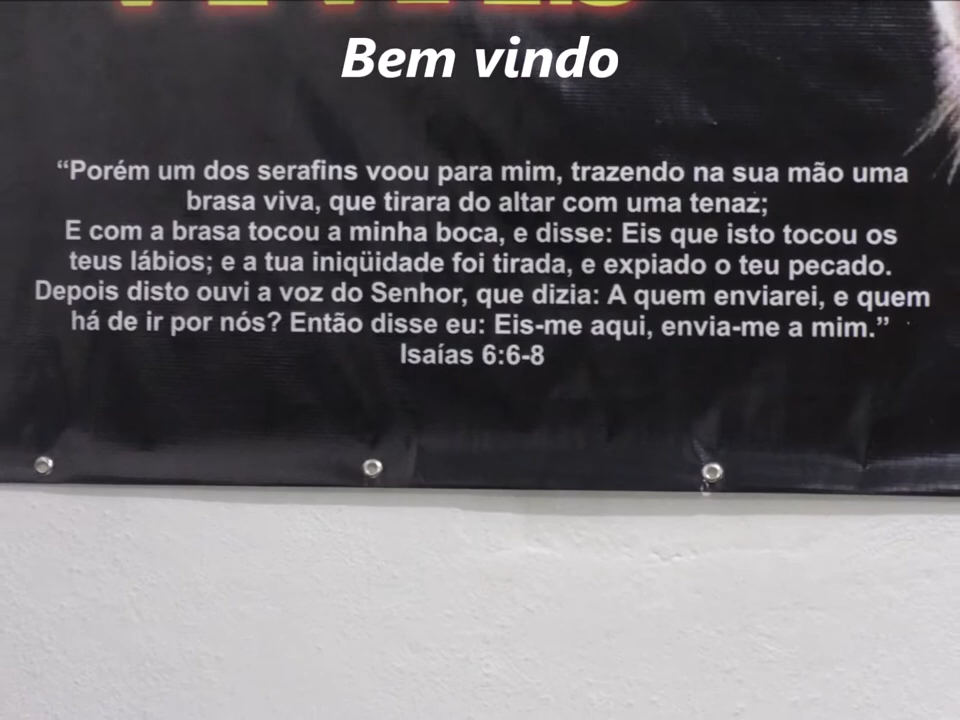 Bem vindo
“Porém um dos serafins voou para mim, trazendo na sua mão uma
brasa viva, que tirara do altar com uma tenaz;
E com a brasa tocou a minha boca, e disse: Eis que isto tocou os
teus lábios; e a tua iniqüidade foi tirada, e expiado o teu pecado.
Depois disto ouvi a voz do Senhor, que dizia: A quem enviarei, e quem
há de ir por nós? Então disse eu: Eis-me aqui, envia-me a mim.”
Isaías 6:6-8